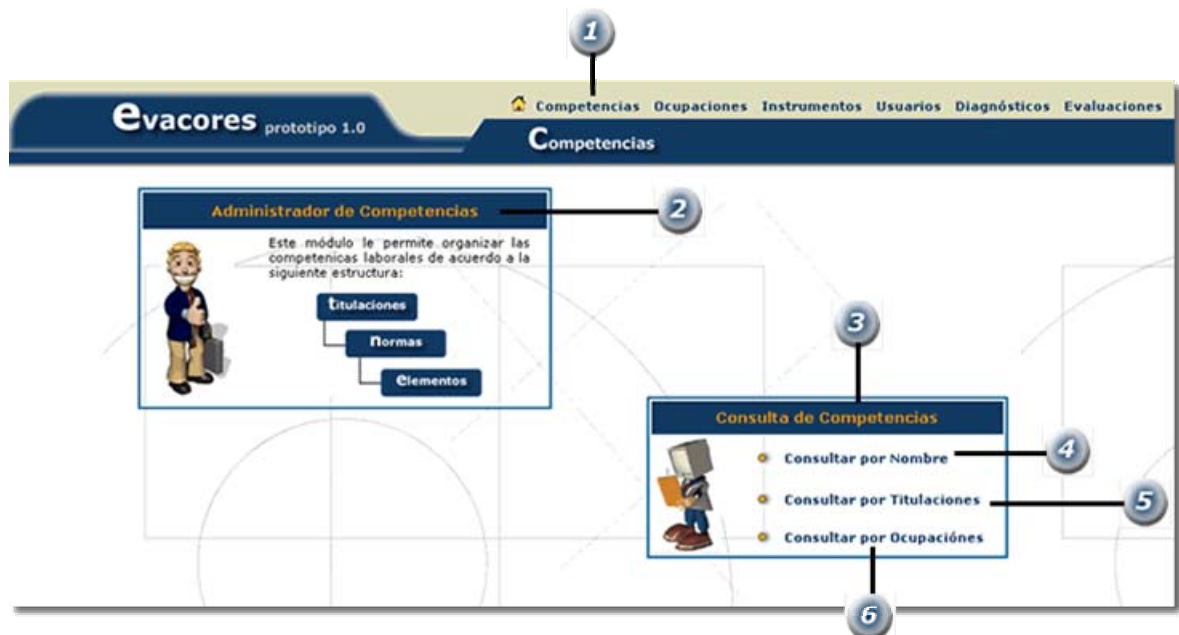 1
evacores prototipo 1.0
Competencias Ocupaciones Instrumentos Usuarios Diagnósticos Evaluaciones
Competencias
Administrador de Competencias
2
Este módulo le permite organizar las
competenicas laborales de acuerdo a la
siguiente estructura:
titulaciones
normas
elementos
3
Consulta de Competencias
Consultar por Nombre
4
Consultar por Titulaciones
5
Consultar por Ocupaciónes
6